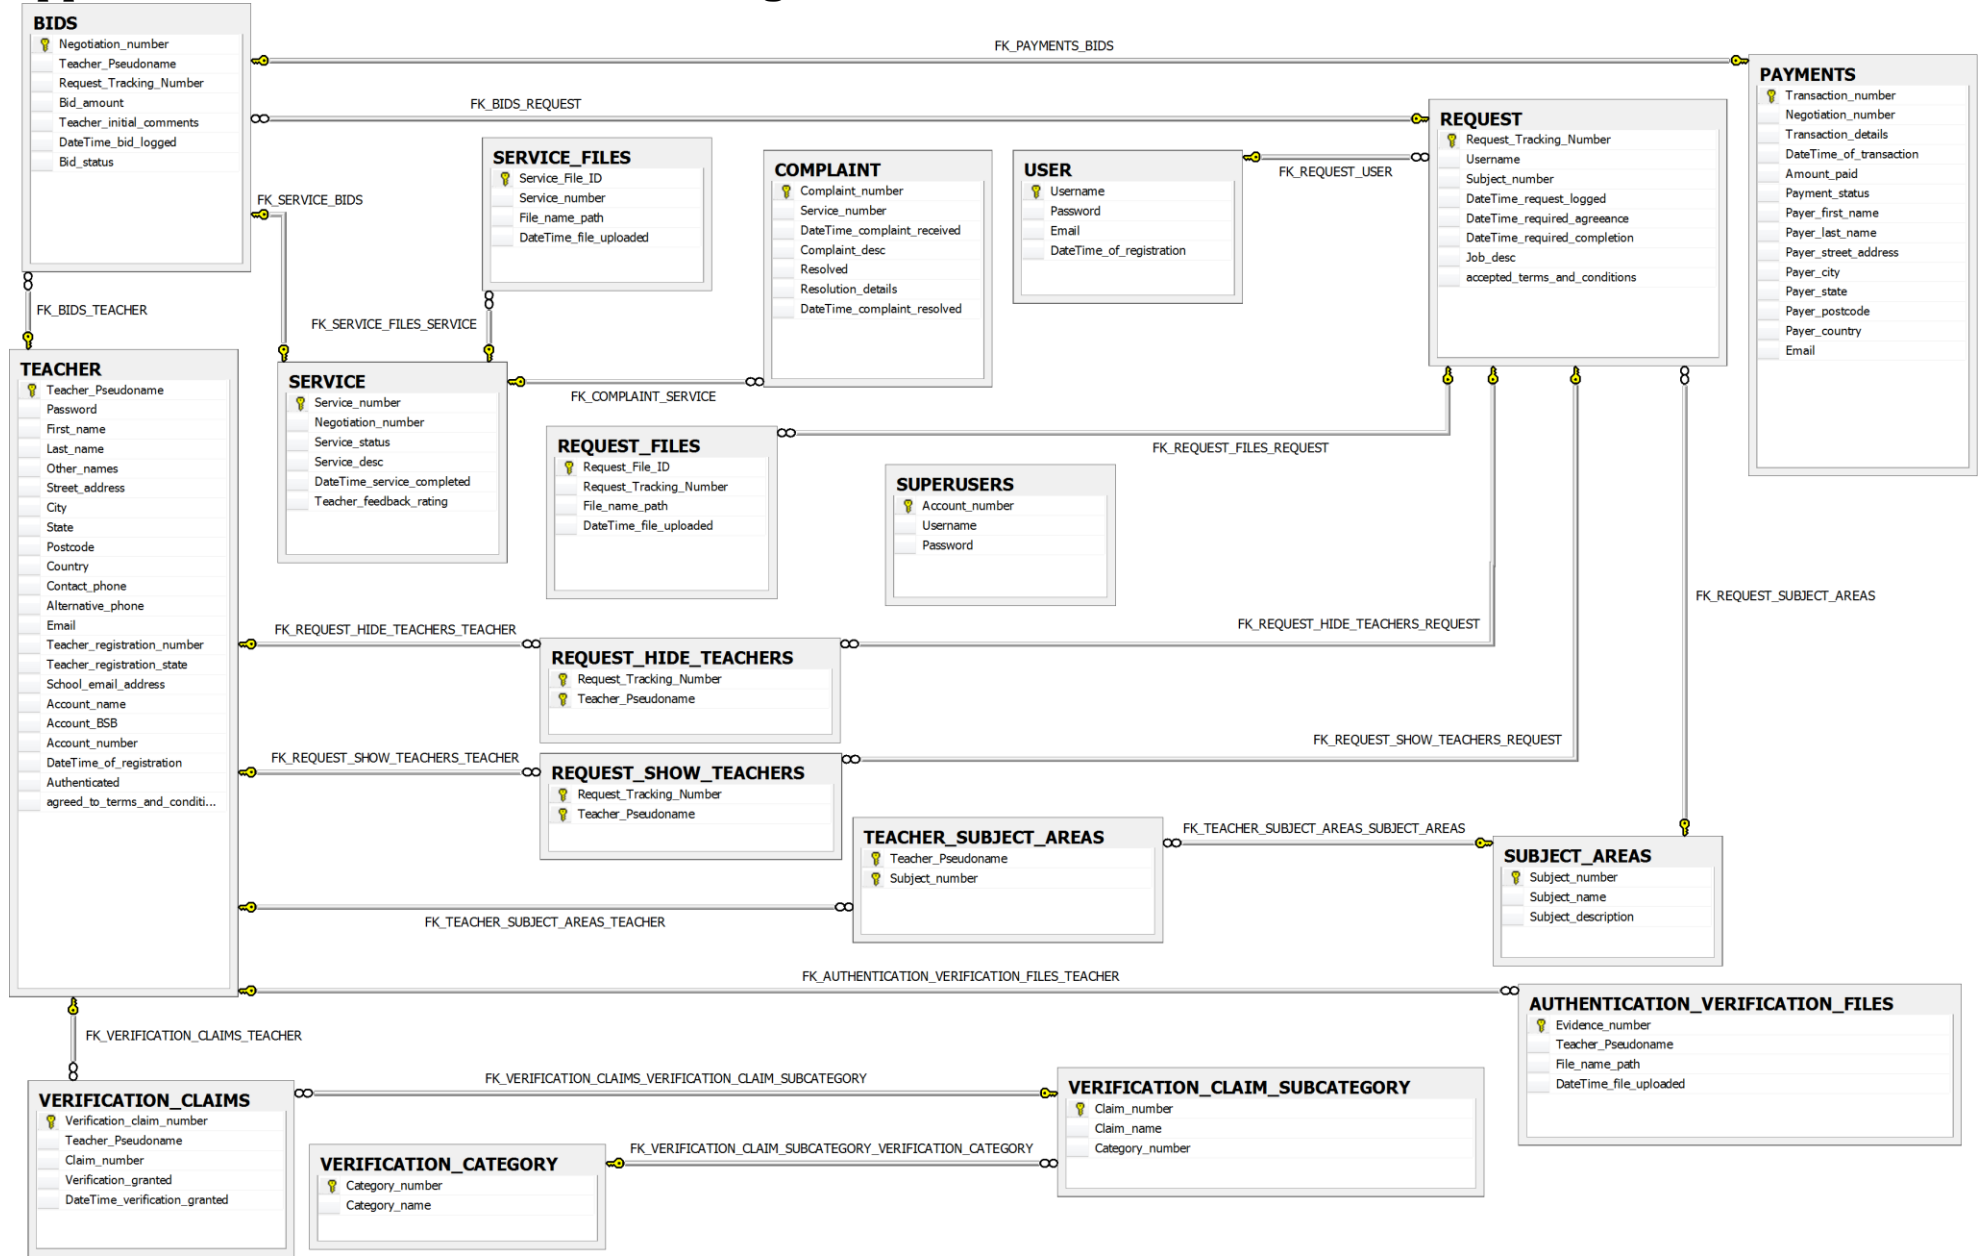 BIDS
Negotiation_number
Teacher_Pseudoname
Request_Tracking_Number
Bid_amount
Teacher_initial_comments
DateTime_bid_logged
Bid_status
FK_PAYMENTS_BIDS
FK_BIDS_REQUEST
PAYMENTS
Transaction_number
Negotiation_number
Transaction_details
DateTime_of_transaction
Amount_paid
Payment_status
Payer_first_name
Payer_last_name
Payer_street_address
Payer_city
Payer_state
Payer_postcode
Payer_country
Email
REQUEST
Request_Tracking_Number
Username
Subject_number
DateTime_request_logged
DateTime_required_agreeance
DateTime_required_completion
Job_desc
accepted_terms_and_conditions
SERVICE_FILES
Service_File_ID
Service_number
File_name_path
DateTime_file_uploaded
COMPLAINT
Complaint_number
Service_number
DateTime_complaint_received
Complaint_desc
Resolved
Resolution_details
DateTime_complaint_resolved
USER
Username
Password
Email
DateTime_of_registration
FK_REQUEST_USER
FK_SERVICE_BIDS
FK_BIDS_TEACHER
FK_SERVICE_FILES_SERVICE
TEACHER
Teacher_Pseudoname
Password
First_name
Last_name
Other_names
Street_address
City
State
Postcode
Country
Contact_phone
Alternative_phone
Email
Teacher_registration_number
Teacher_registration_state
School_email_address
Account_name
Account_BSB
Account_number
DateTime_of_registration
Authenticated
agreed_to_terms_and_conditi...
SERVICE
Service_number
Negotiation_number
Service_status
Service_desc
DateTime_service_completed
Teacher_feedback_rating
FK_COMPLAINT_SERVICE
REQUEST_FILES
Request_File_ID
Request_Tracking_Number
File_name_path
DateTime_file_uploaded
FK_REQUEST_FILES_REQUEST
SUPERUSERS
Account_number
Username
Password
FK_REQUEST_SUBJECT_AREAS
FK_REQUEST_HIDE_TEACHERS_TEACHER
FK_REQUEST_HIDE_TEACHERS_REQUEST
REQUEST_HIDE_TEACHERS
Request_Tracking_Number
Teacher_Pseudoname
FK_REQUEST_SHOW_TEACHERS_TEACHER
FK_REQUEST_SHOW_TEACHERS_REQUEST
REQUEST_SHOW_TEACHERS
Request_Tracking_Number
Teacher_Pseudoname
TEACHER_SUBJECT_AREAS
Teacher_Pseudoname
Subject_number
FK_TEACHER_SUBJECT_AREAS_SUBJECT_AREAS
SUBJECT_AREAS
Subject_number
Subject_name
Subject_description
FK_TEACHER_SUBJECT_AREAS_TEACHER
FK_AUTHENTICATION_VERIFICATION_FILES_TEACHER
AUTHENTICATION_VERIFICATION_FILES
Evidence_number
Teacher_Pseudoname
File_name_path
DateTime_file_uploaded
FK_VERIFICATION_CLAIMS_TEACHER
VERIFICATION_CLAIMS
Verification_claim_number
Teacher_Pseudoname
Claim_number
Verification_granted
DateTime_verification_granted
FK_VERIFICATION_CLAIMS_VERIFICATION_CLAIM_SUBCATEGORY
VERIFICATION_CLAIM_SUBCATEGORY
Claim_number
Claim_name
Category_number
FK_VERIFICATION_CLAIM_SUBCATEGORY_VERIFICATION_CATEGORY
VERIFICATION_CATEGORY
Category_number
Category_name